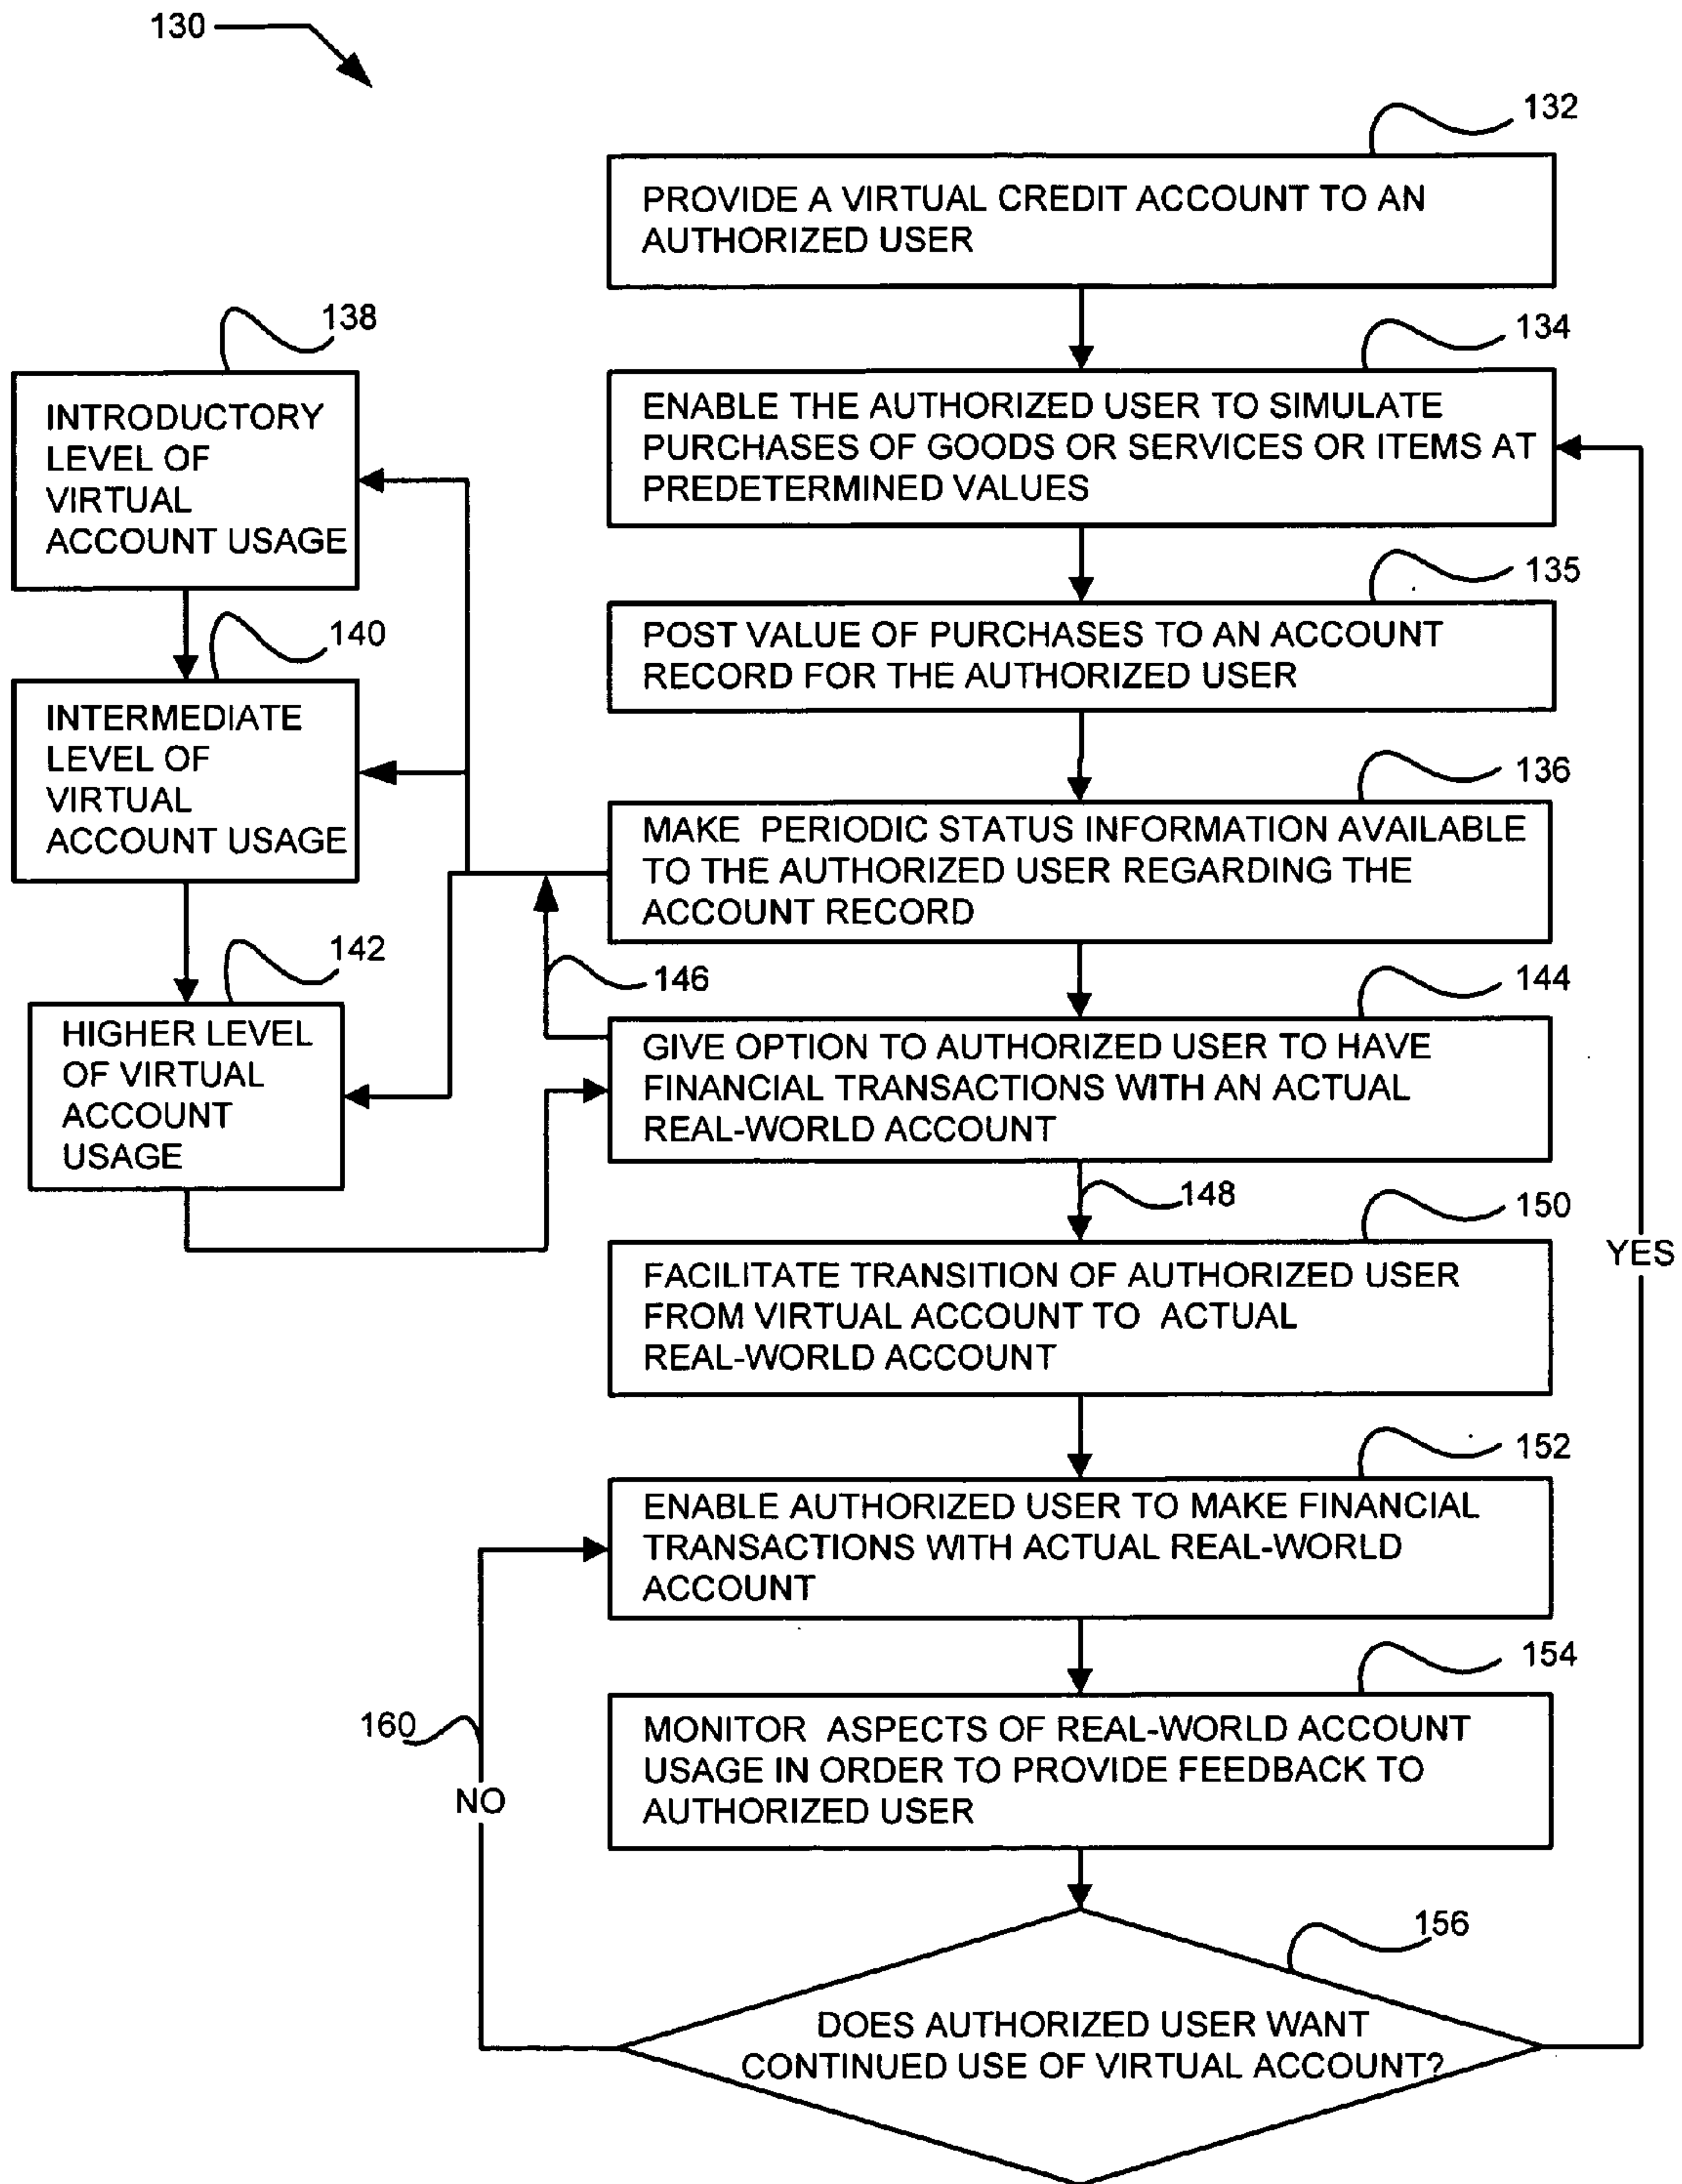 130
132
PROVIDE A VIRTUAL CREDIT ACCOUNT TO AN
AUTHORIZED USER
134
ENABLE THE AUTHORIZED USER TO SIMULATE
PURCHASES OF GOODS OR SERVICES OR ITEMS AT
PREDETERMINED VALUES
138
INTRODUCTORY
LEVEL OF
VIRTUAL
ACCOUNT USAGE
135
POST VALUE OF PURCHASES TO AN ACCOUNT
RECORD FOR THE AUTHORIZED USER
140
INTERMEDIATE
LEVEL OF
VIRTUAL
ACCOUNT USAGE
136
MAKE PERIODIC STATUS INFORMATION AVAILABLE
TO THE AUTHORIZED USER REGARDING THE
ACCOUNT RECORD
142
HIGHER LEVEL
OF VIRTUAL
ACCOUNT
USAGE
146
144
GIVE OPTION TO AUTHORIZED USER TO HAVE
FINANCIAL TRANSACTIONS WITH AN ACTUAL
REAL-WORLD ACCOUNT
148
150
YES
FACILITATE TRANSITION OF AUTHORIZED USER
FROM VIRTUAL ACCOUNT TO ACTUAL
REAL-WORLD ACCOUNT
152
ENABLE AUTHORIZED USER TO MAKE FINANCIAL
TRANSACTIONS WITH ACTUAL REAL-WORLD
ACCOUNT
154
160
NO
MONITOR ASPECTS OF REAL-WORLD ACCOUNT
USAGE IN ORDER TO PROVIDE FEEDBACK TO
AUTHORIZED USER
156
DOES AUTHORIZED USER WANT
CONTINUED USE OF VIRTUAL ACCOUNT?